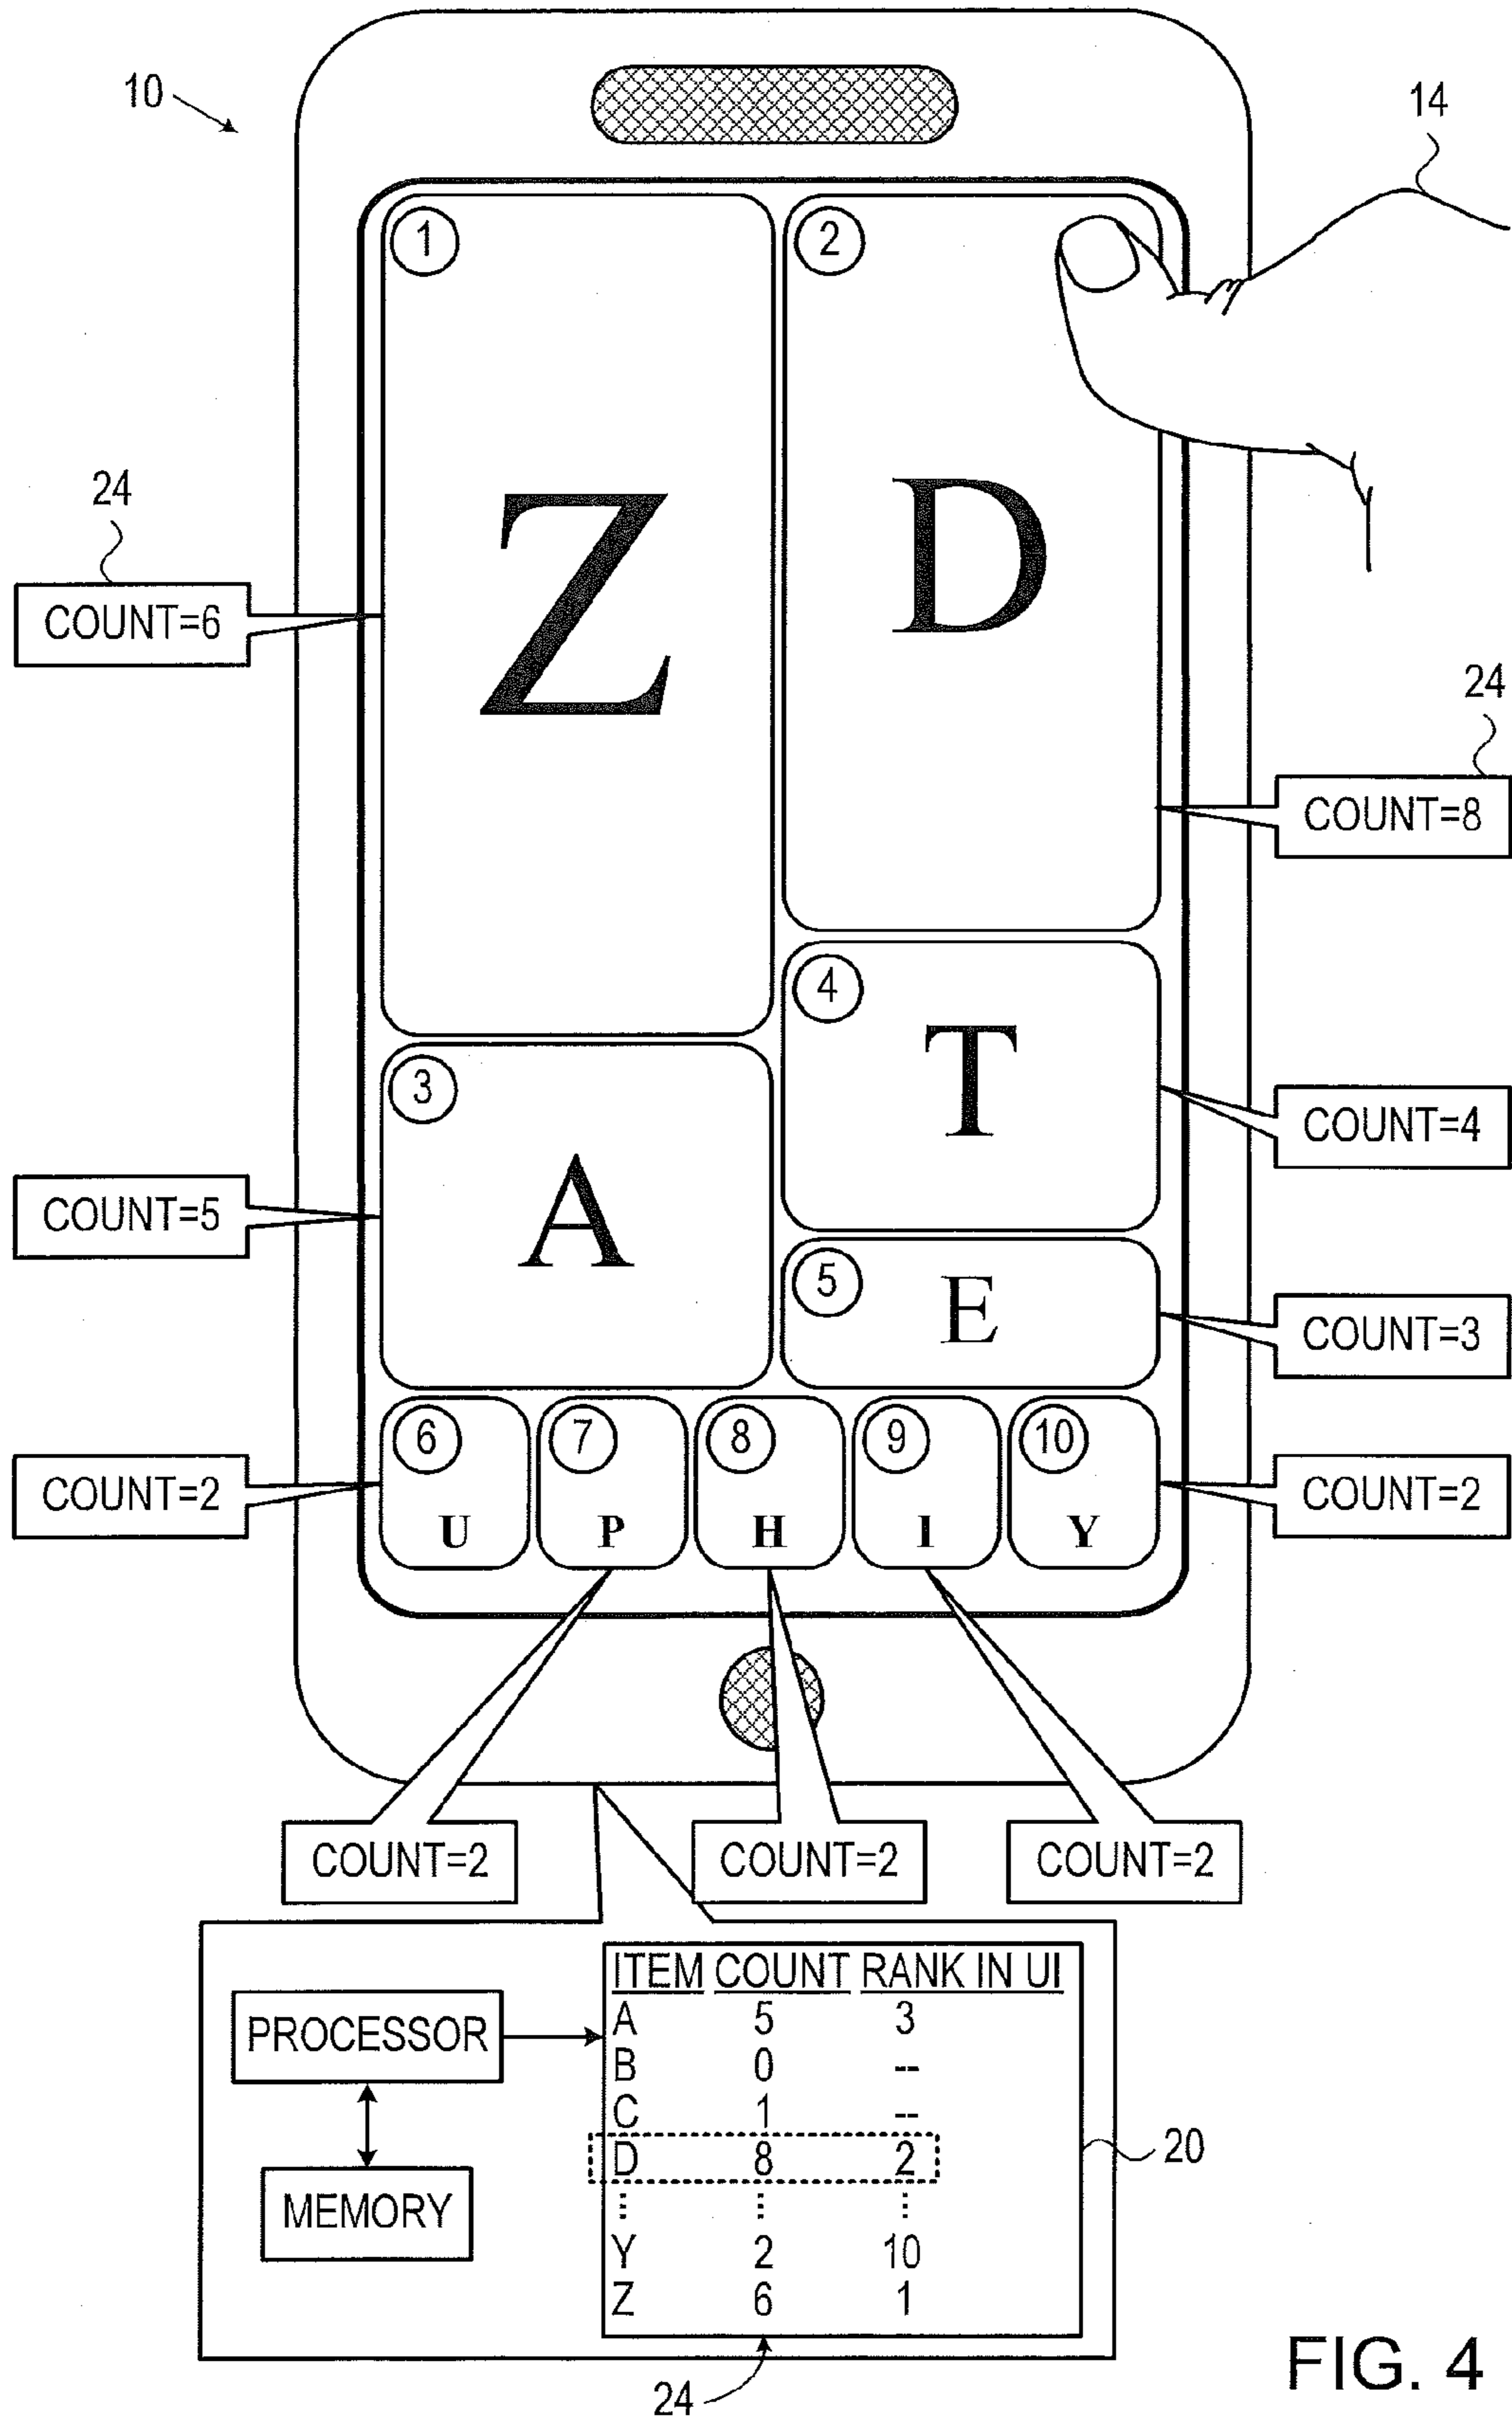 10
14
1
2
Z
D
24
COUNT=6
24
COUNT=8
4
T
COUNT=4
3
A
COUNT=5
5
E
COUNT=3
6 7 8 9 10
U P H I Y
COUNT=2
COUNT=2
COUNT=2
COUNT=2
COUNT=2
ITEM COUNT RANK IN UI
PROCESSOR
A 5 3
B 0 --
C 1 --
D 8 2
20
MEMORY
⋮ ⋮ ⋮
Y 2 10
Z 6 1
24
FIG. 4